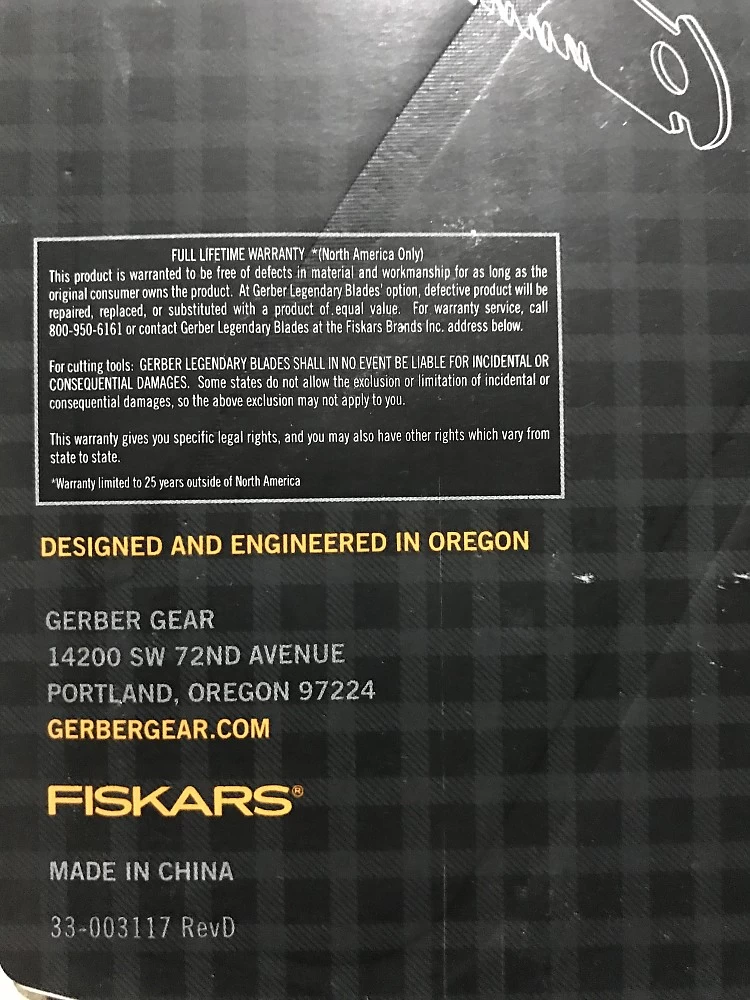 FULL LIFETIME WARRANTY *(North America Only)
This product is warranted to be free of defects in material and workmanship for as long as the
original consumer owns the product. At Gerber Legendary Blades' option, defective product will be
repaired, replaced, or substituted with a product of equal value. For warranty service, call
800-950-6161 or contact Gerber Legendary Blades at the Fiskars Brands Inc. address below.
For cutting tools: GERBER LEGENDARY BLADES SHALL IN NO EVENT BE LIABLE FOR INCIDENTAL OR
CONSEQUENTIAL DAMAGES. Some states do not allow the exclusion or limitation of incidental or
consequential damages, so the above exclusion may not apply to you.
This warranty gives you specific legal rights, and you may also have other rights which vary from
state to state.
*Warranty limited to 25 years outside of North America
DESIGNED AND ENGINEERED IN OREGON
GERBER GEAR
14200 SW 72ND AVENUE
PORTLAND, OREGON 97224
GERBERGEAR.COM
FISKARS®
MADE IN CHINA
33-003117 RevD